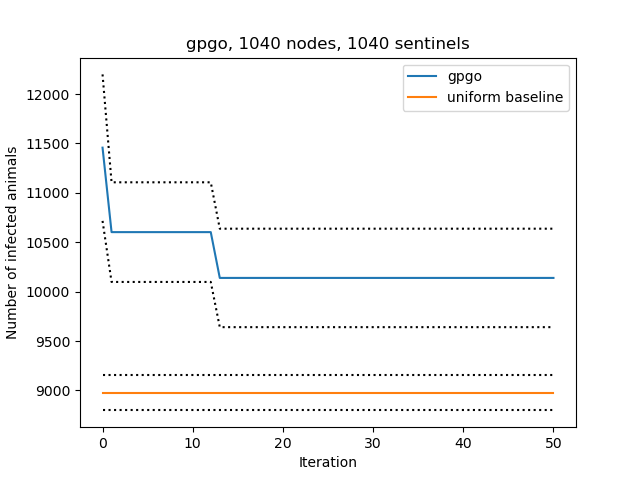 gpgo, 1040 nodes, 1040 sentinels
gpgo
uniform baseline
Number of infected animals
12000
11500
11000
10500
10000
9500
9000
0 10 20 30 40 50
Iteration